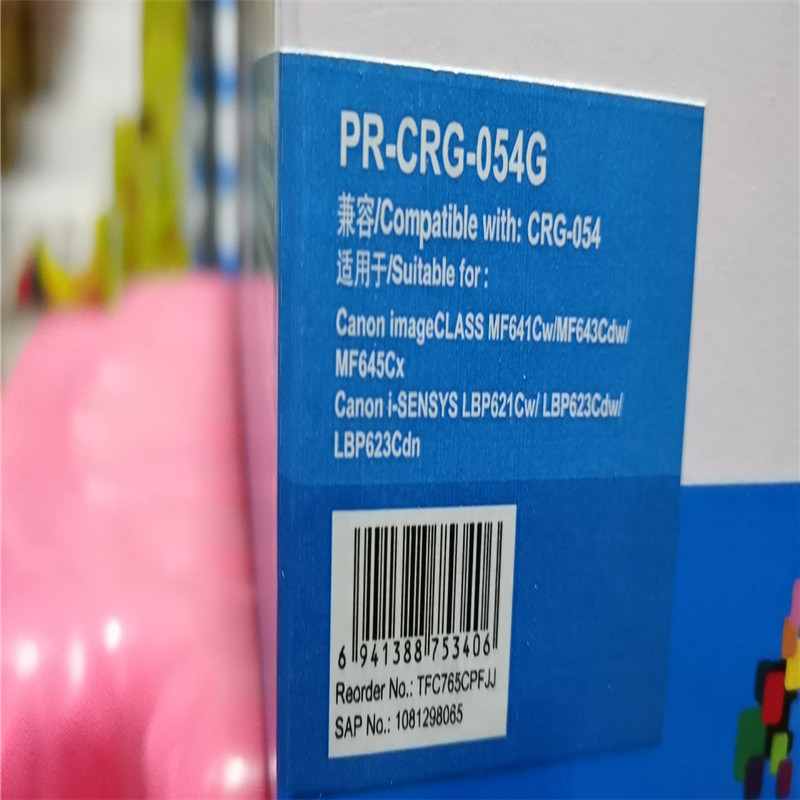 PR-CRG-054G
兼容/Compatible with: CRG-054
适用于/Suitable for :
Canon imageCLASS MF641Cw/MF643Cdw/
MF645Cx
Canon i-SENSYS LBP621Cw/ LBP623Cdw/
LBP623Cdn
6 941388 753406
Reorder No.: TFC765CPFJJ
SAP No.: 1081298065